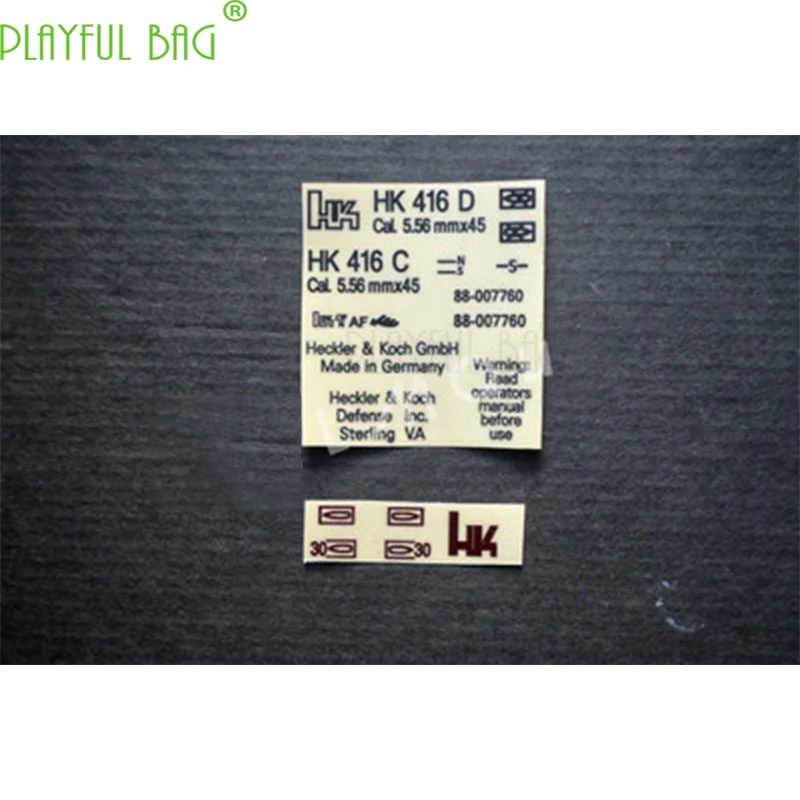 PLAYFUL BAG®
HK HK 416 D
Cal. 5.56 mmx45
HK 416 C
N
S
-S-
Cal. 5.56 mmx45
88-007760
AF
88-007760
PLAYFUL BAG
Heckler & Koch GmbH
Made in Germany
Warning:
Read
operators
manual
before
use
Heckler & Koch
Defense Inc.
Sterling VA
30
30
HK